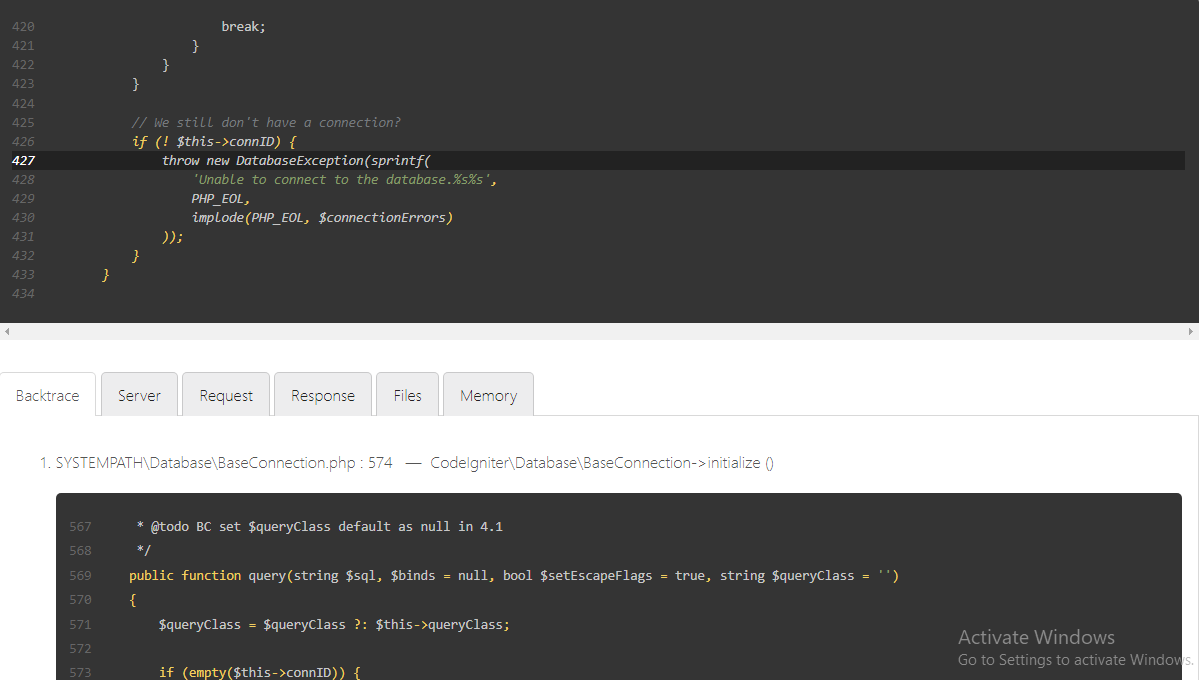 420 break;
421 }
422 }
423 }
424
425 // We still don't have a connection?
426 if (! $this->connID) {
427 throw new DatabaseException(sprintf(
428 'Unable to connect to the database.%s%s',
429 PHP_EOL,
430 implode(PHP_EOL, $connectionErrors)
431 ));
432 }
433 }
434
Backtrace Server Request Response Files Memory
1. SYSTEMPATH\Database\BaseConnection.php : 574 — CodeIgniter\Database\BaseConnection->initialize ()
567 * @todo BC set $queryClass default as null in 4.1
568 */
569 public function query(string $sql, $binds = null, bool $setEscapeFlags = true, string $queryClass = '')
570 {
571 $queryClass = $queryClass ?: $this->queryClass;
572
573 if (empty($this->connID)) {
Activate Windows
Go to Settings to activate Windows.